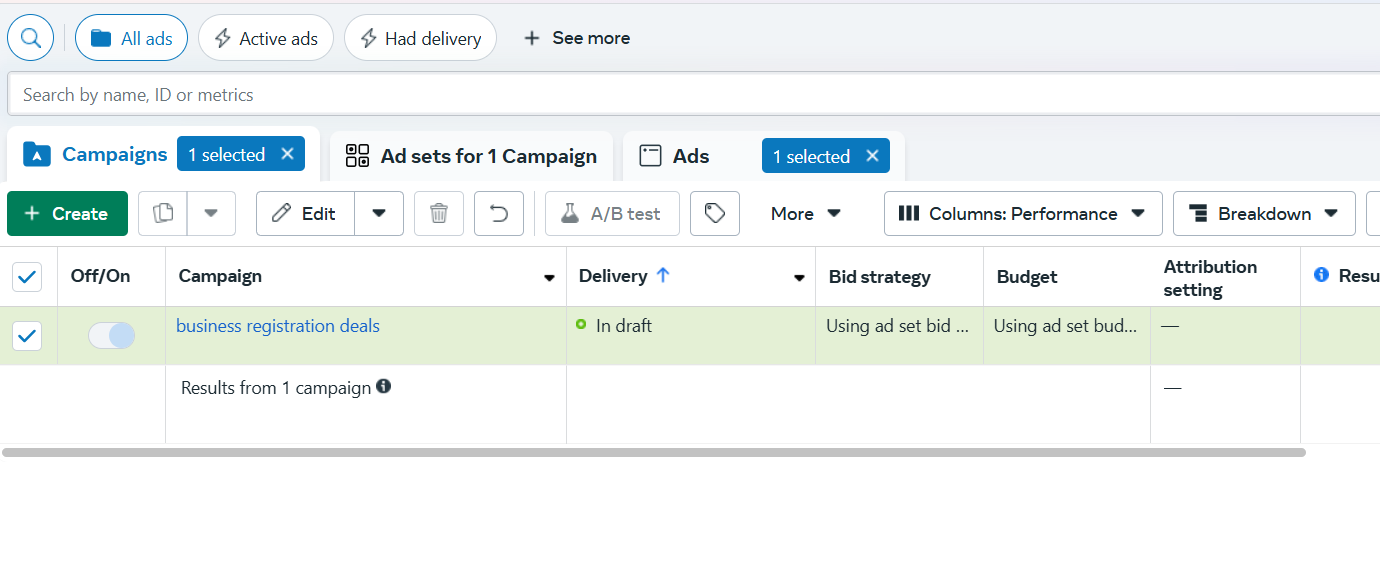 All ads
Active ads
Had delivery
+ See more
Search by name, ID or metrics
Campaigns
1 selected ×
Ad sets for 1 Campaign
Ads
1 selected ×
+ Create
Edit
A/B test
More
Columns: Performance
Breakdown
Off/On
Campaign
Delivery ↑
Bid strategy
Budget
Attribution
setting
Resu
business registration deals
In draft
Using ad set bid ...
Using ad set bud...
—
Results from 1 campaign
—